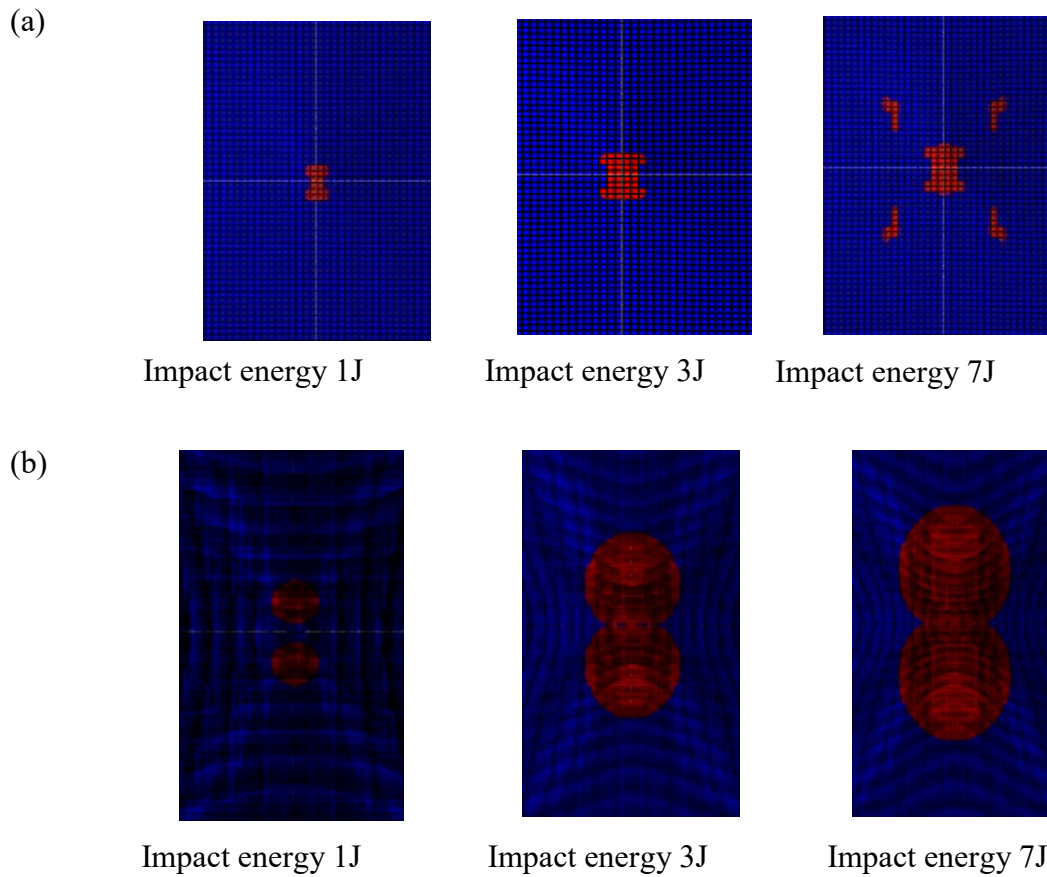 (a)
Impact energy 1J
Impact energy 3J
Impact energy 7J
(b)
Impact energy 1J
Impact energy 3J
Impact energy 7J